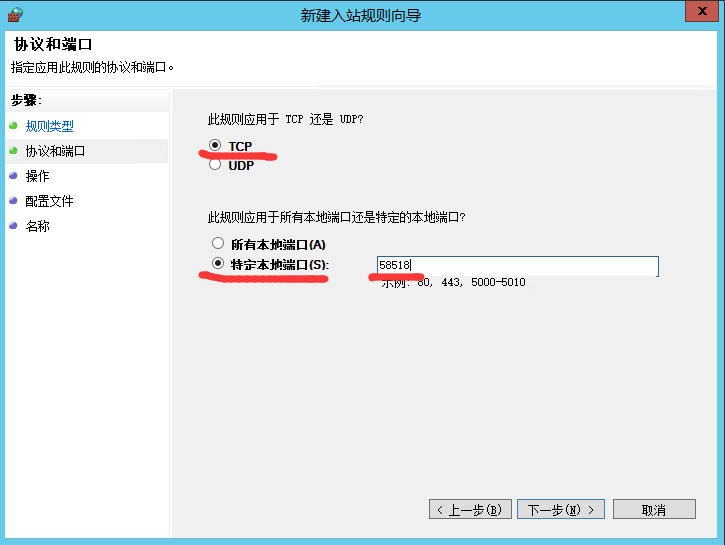 新建入站规则向导
x
协议和端口
指定应用此规则的协议和端口。
步骤:
规则类型
协议和端口
操作
配置文件
名称
此规则应用于 TCP 还是 UDP?
TCP
UDP
此规则应用于所有本地端口还是特定的本地端口?
所有本地端口(A)
特定本地端口(S):
58518
示例: 80, 443, 5000-5010
< 上一步(B)
下一步(N) >
取消